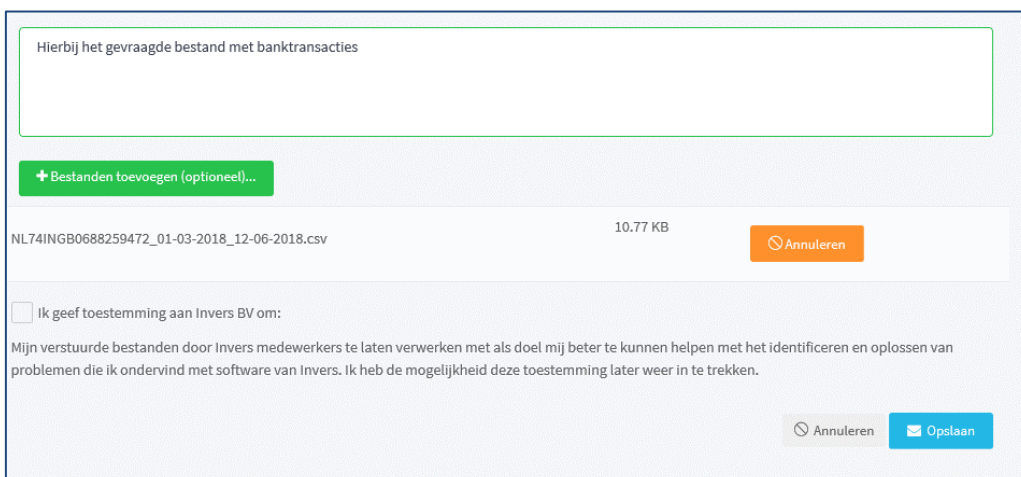 Hierbij het gevraagde bestand met banktransacties
+ Bestanden toevoegen (optioneel)...
NL74INGB0688259472_01-03-2018_12-06-2018.csv 10.77 KB Annuleren
Ik geef toestemming aan Invers BV om:
Mijn verstuurde bestanden door Invers medewerkers te laten verwerken met als doel mij beter te kunnen helpen met het identificeren en oplossen van
problemen die ik ondervind met software van Invers. Ik heb de mogelijkheid deze toestemming later weer in te trekken.
Annuleren Opslaan